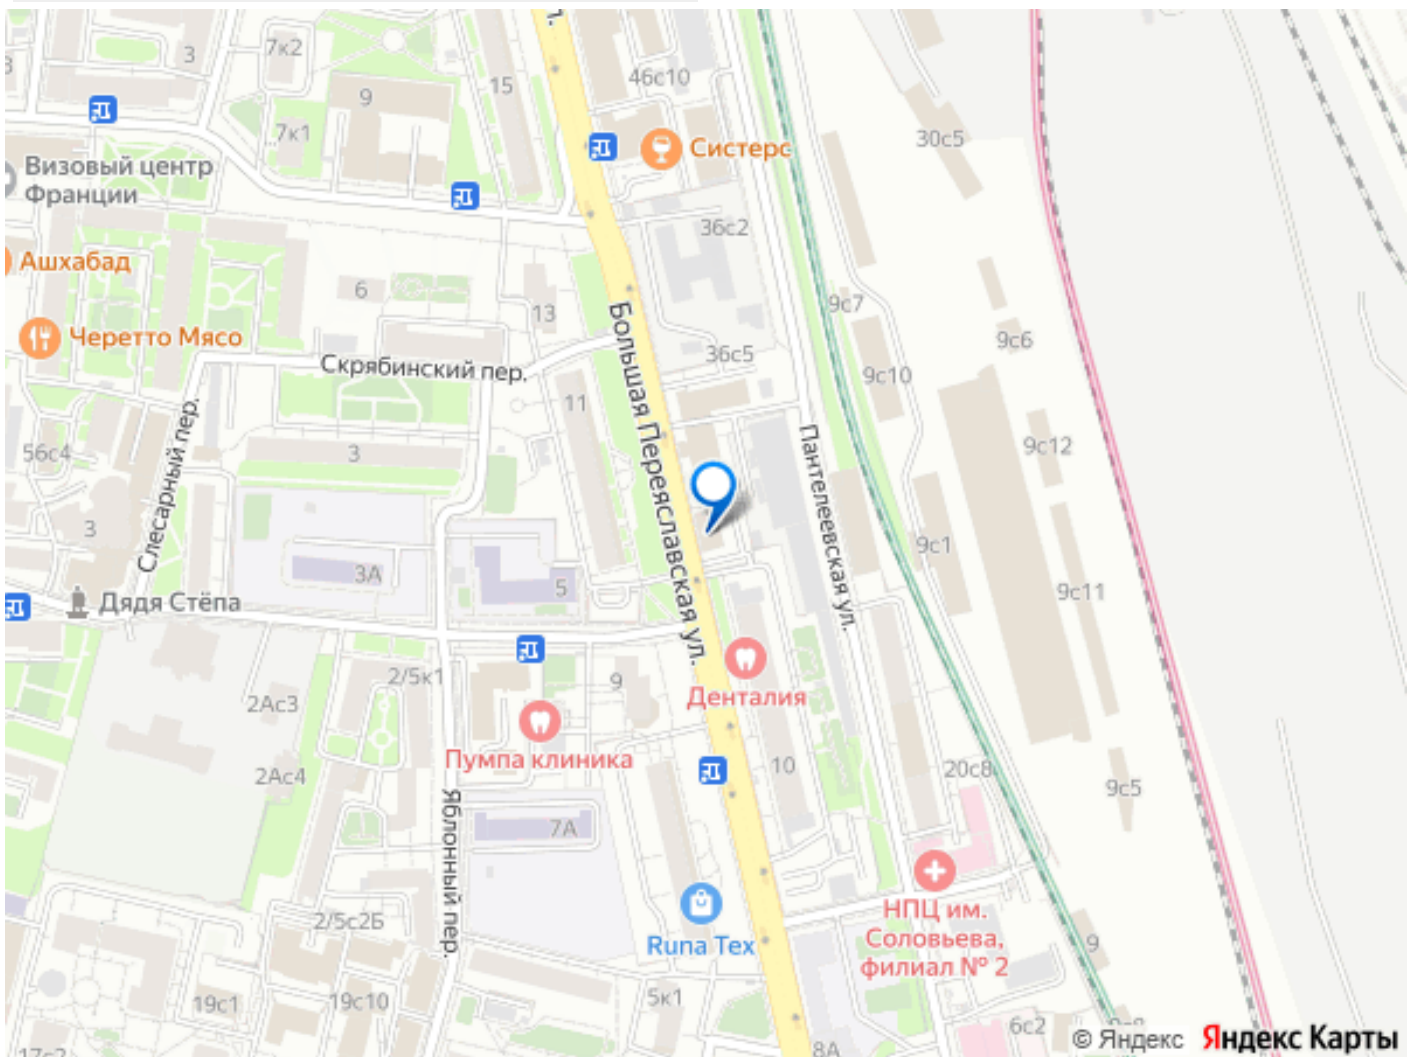 7к2
3
46с10
15
9
7к1
30с5
Систерс
Визовый центр
Франции
36с2
Ашхабад
6
13
9с7
9с6
Черетто Мясо
Скрябинский пер.
36с5
9с10
11
Большая Переяславская ул.
Слесарный пер.
56с4
3
9с12
Пантелеевская ул.
3
9с1
3А
5
9с11
Дядя Стёпа
2/5к1
9
Денталия
2Ас3
Пумпа клиника
10
20с8
2Ас4
9с5
Яблонный пер.
7А
НПЦ им.
Соловьева,
филиал № 2
2/5с2Б
Runa Tex
9
19с1
19с10
5к1
6с2
8А
17с2
© Яндекс Яндекс Карты